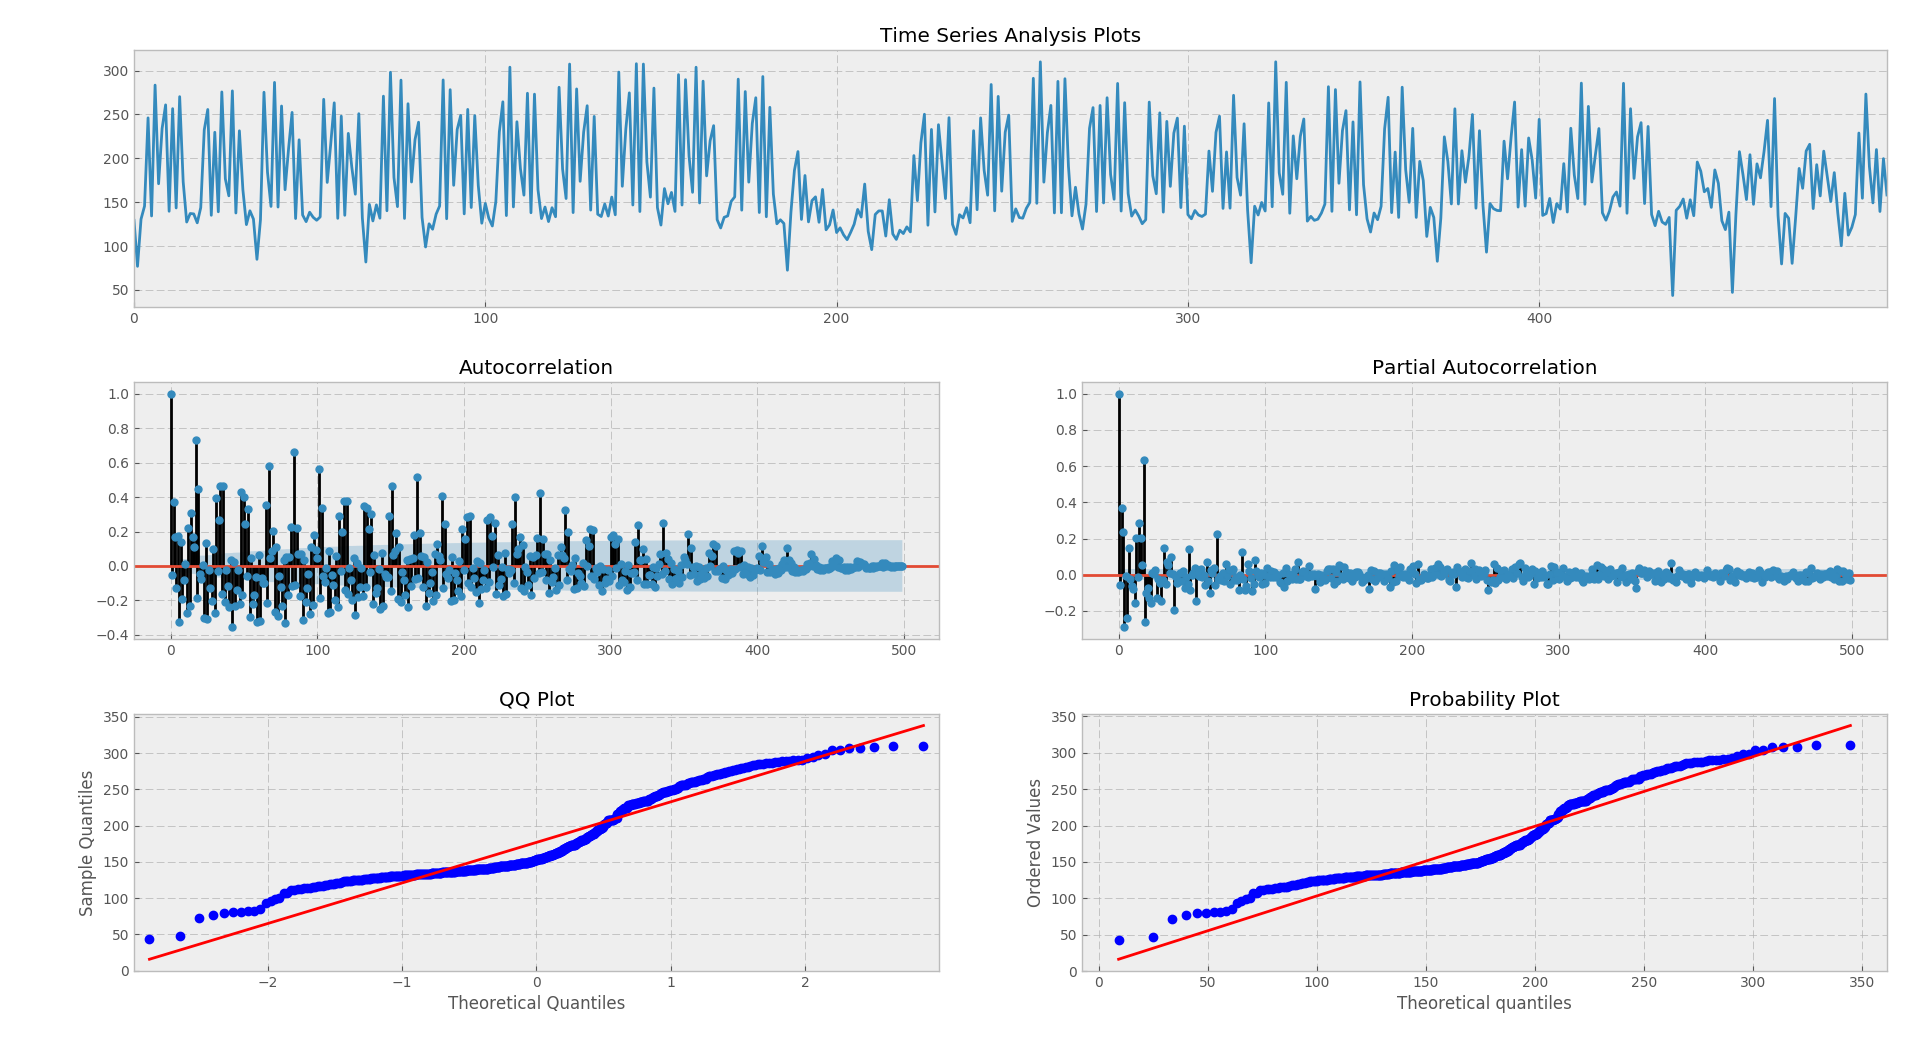 Time Series Analysis Plots
300
250
200
150
100
50
0 100 200 300 400
Autocorrelation
1.0
0.8
0.6
0.4
0.2
0.0
−0.2
−0.4
0 100 200 300 400 500
Partial Autocorrelation
1.0
0.8
0.6
0.4
0.2
0.0
−0.2
0 100 200 300 400 500
QQ Plot
Sample Quantiles
350
300
250
200
150
100
50
0
−2 −1 0 1 2
Theoretical Quantiles
Probability Plot
Ordered Values
350
300
250
200
150
100
50
0
0 50 100 150 200 250 300 350
Theoretical quantiles